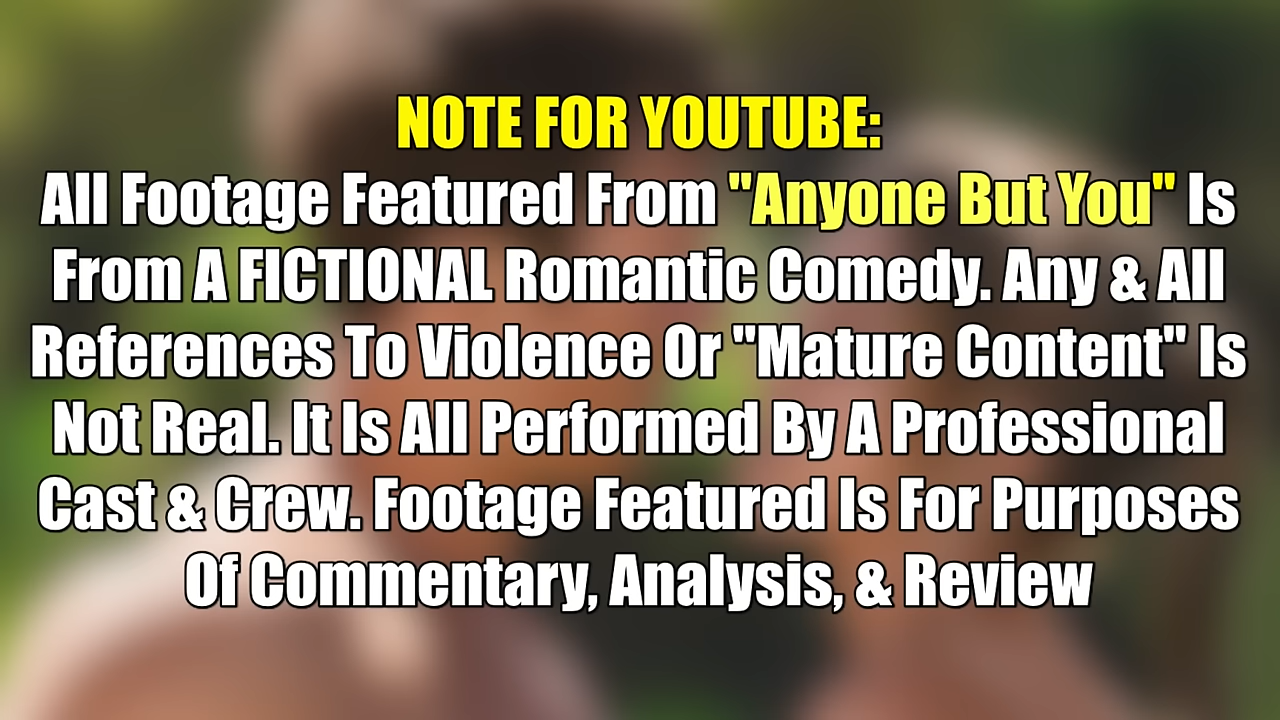 NOTE FOR YOUTUBE:
All Footage Featured From "Anyone But You" Is
From A FICTIONAL Romantic Comedy. Any & All
References To Violence Or "Mature Content" Is
Not Real. It Is All Performed By A Professional
Cast & Crew. Footage Featured Is For Purposes
Of Commentary, Analysis, & Review